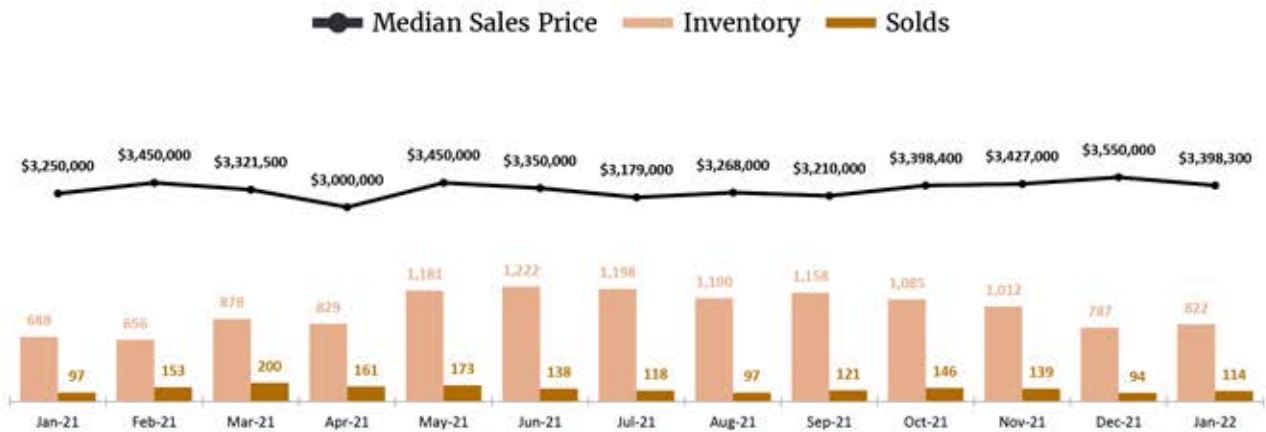 Median Sales Price Inventory Solds
$3,250,000 $3,450,000 $3,321,500 $3,000,000 $3,450,000 $3,350,000 $3,179,000 $3,268,000 $3,210,000 $3,398,400 $3,427,000 $3,550,000 $3,398,300
688 656 878 829 1,181 1,222 1,198 1,100 1,158 1,085 1,012 787 822
97 153 200 161 173 138 118 97 121 146 139 94 114
Jan-21 Feb-21 Mar-21 Apr-21 May-21 Jun-21 Jul-21 Aug-21 Sep-21 Oct-21 Nov-21 Dec-21 Jan-22